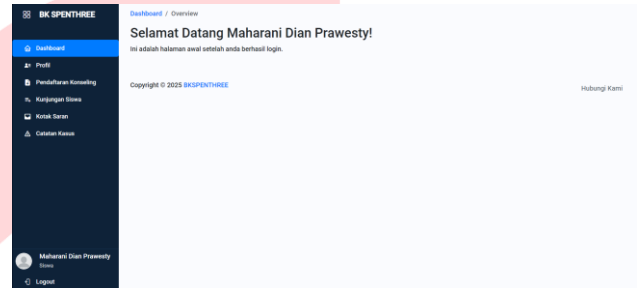 BK SPENTHREE
Dashboard
Profil
Pendaftaran Konseling
Kunjungan Siswa
Kotak Saran
Catatan Kasus
Maharani Dian Prawesty
Siswa
Logout
Dashboard / Overview
Selamat Datang Maharani Dian Prawesty!
Ini adalah halaman awal setelah anda berhasil login.
Copyright © 2025 BKSPENTHREE
Hubungi Kami